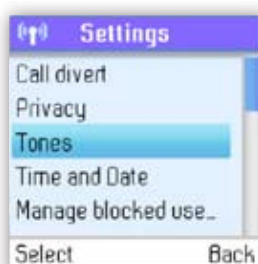 Settings
Call divert
Privacy
Tones
Time and Date
Manage blocked use...
Select Back